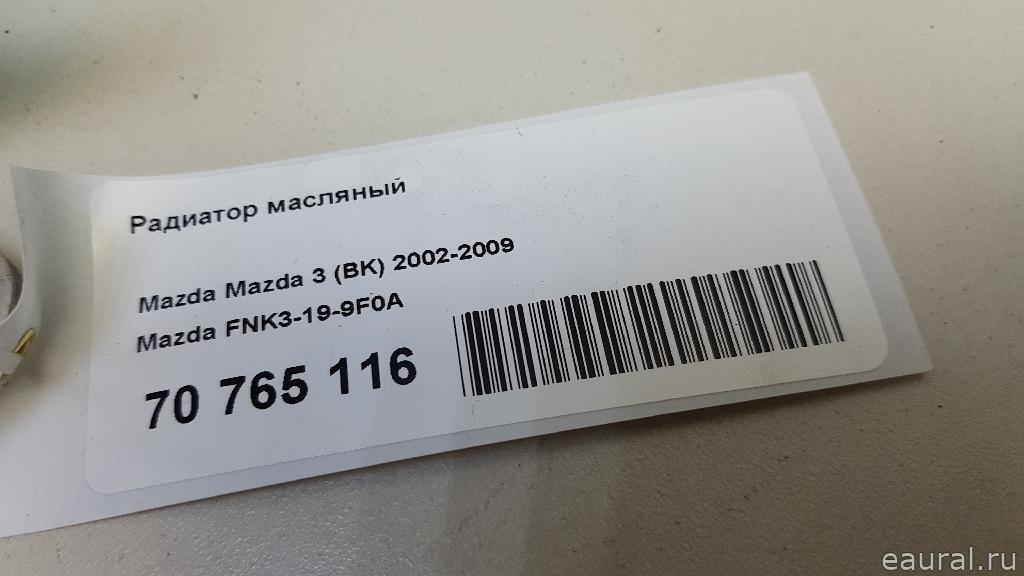 Радиатор масляный
Mazda Mazda 3 (BK) 2002-2009
Mazda FNK3-19-9F0A
70 765 116
eaural.ru